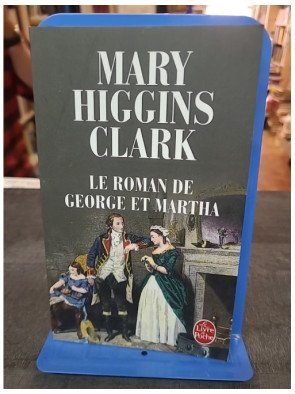 MARY
HIGGINS
CLARK
LE ROMAN DE
GEORGE ET MARTHA
Le Livre
de Poche